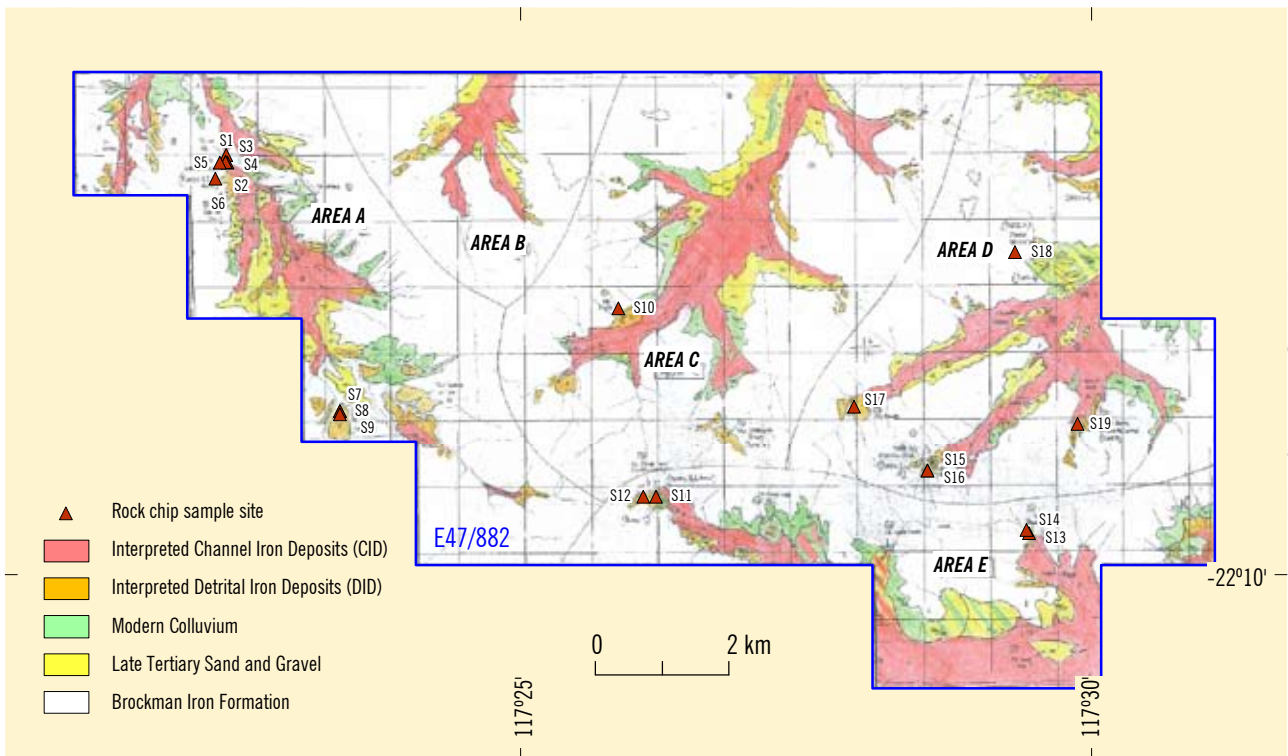 S1
S3
S5
S4
S2
S6
AREA A
AREA B
AREA D
S18
S10
AREA C
S7
S8
S9
S17
S19
S15
S16
S12
S11
S14
S13
E47/882
AREA E
Rock chip sample site
Interpreted Channel Iron Deposits (CID)
Interpreted Detrital Iron Deposits (DID)
Modern Colluvium
Late Tertiary Sand and Gravel
Brockman Iron Formation
0 2 km
-22º10'
117º25'
117º30'